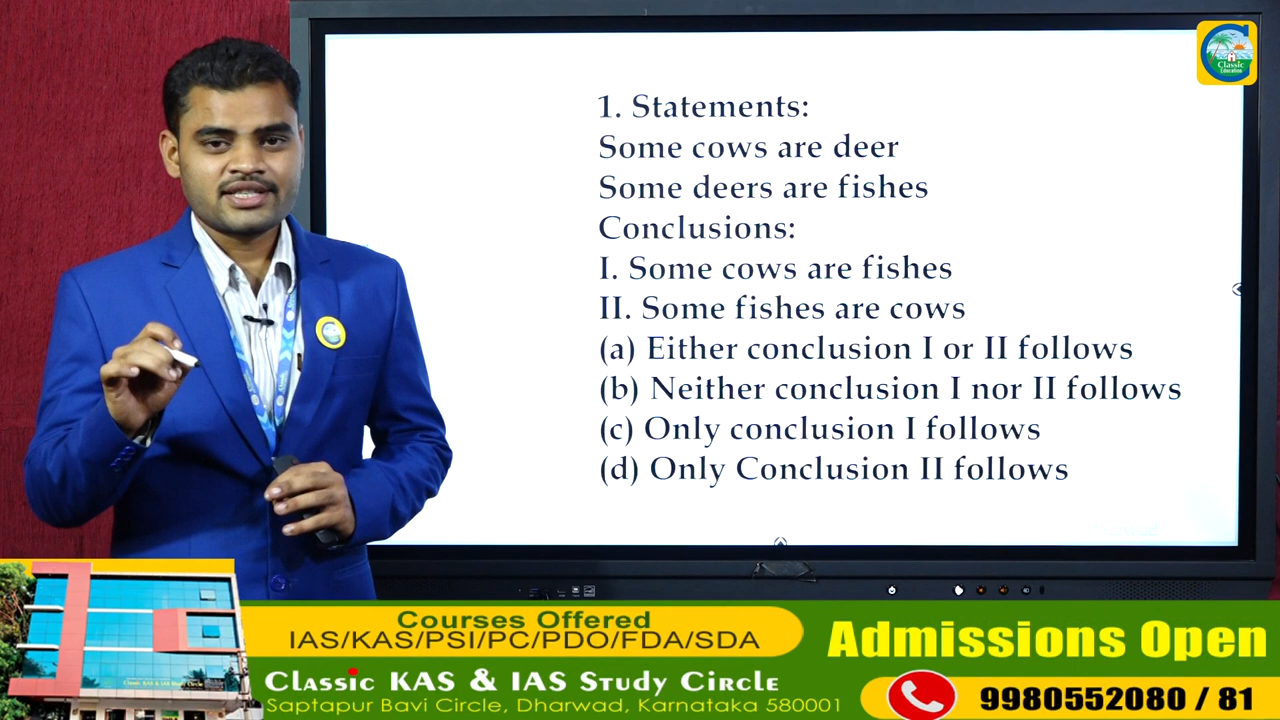 Classic
Education
1. Statements:
Some cows are deer
Some deers are fishes
Conclusions:
I. Some cows are fishes
II. Some fishes are cows
(a) Either conclusion I or II follows
(b) Neither conclusion I nor II follows
(c) Only conclusion I follows
(d) Only Conclusion II follows
Courses Offered
IAS/KAS/PSI/PC/PDO/FDA/SDA
Classic KAS & IAS Study Circle
Saptapur Bavi Circle, Dharwad, Karnataka 580001
Admissions Open
9980552080 / 81